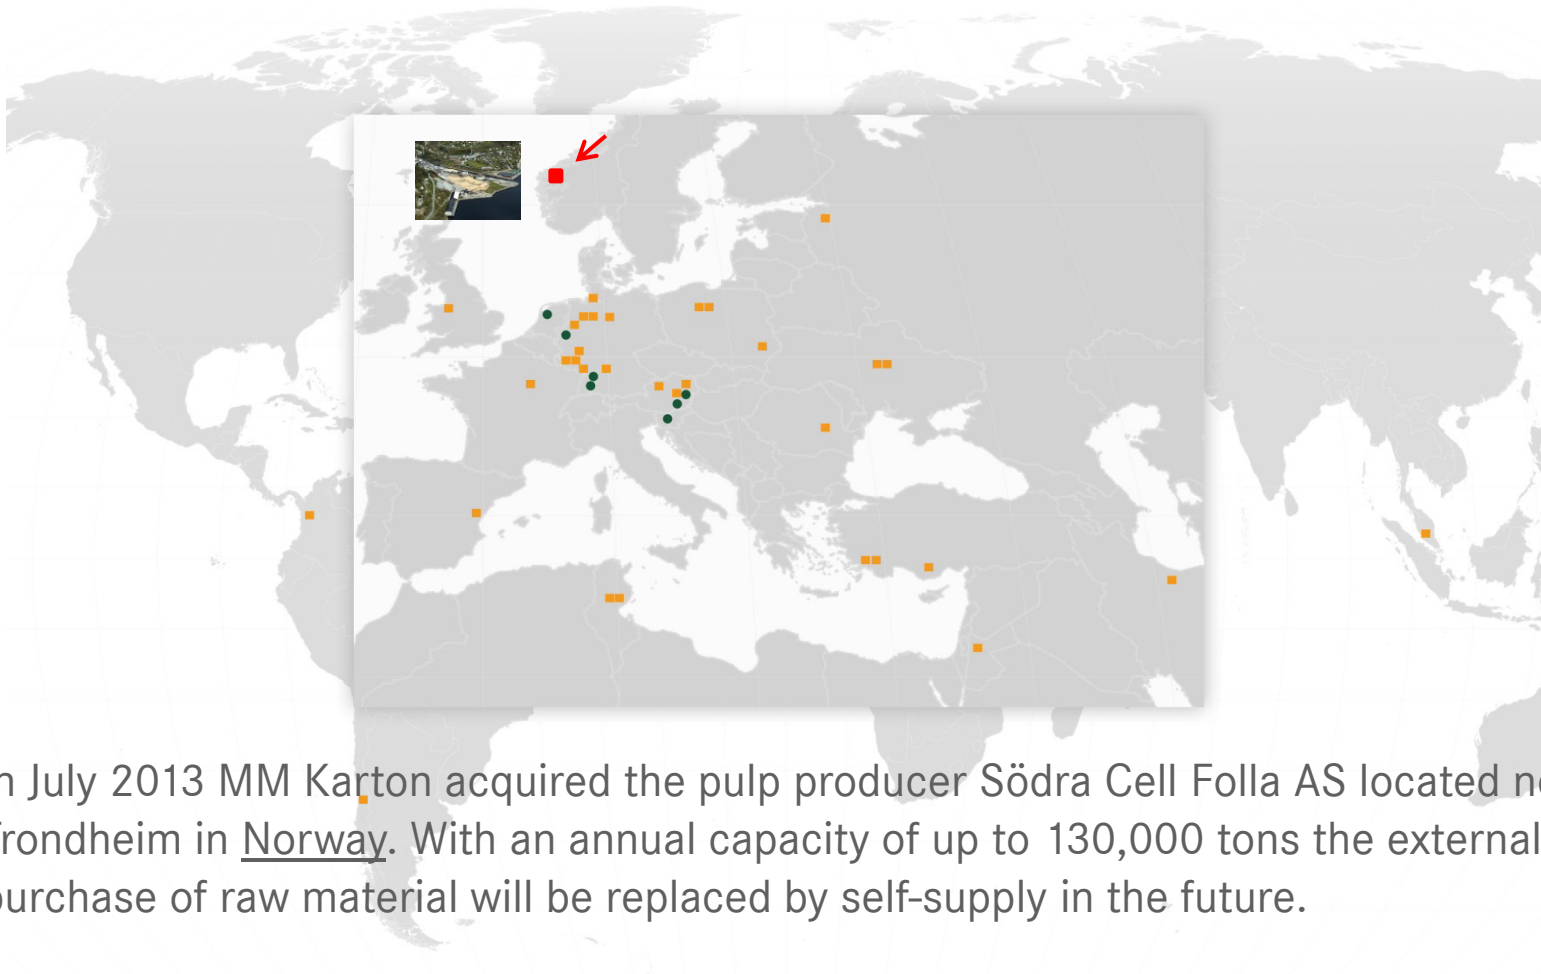 n July 2013 MM Karton acquired the pulp producer Södra Cell Folla AS located
rondheim in Norway. With an annual capacity of up to 130,000 tons the external
purchase of raw material will be replaced by self-supply in the future.